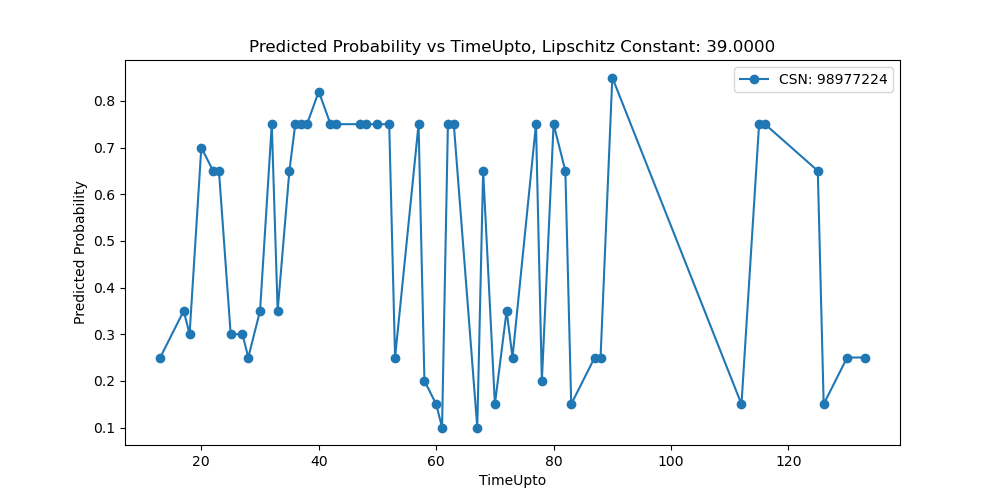 Predicted Probability vs TimeUpto, Lipschitz Constant: 39.0000
CSN: 98977224
Predicted Probability
0.8
0.7
0.6
0.5
0.4
0.3
0.2
0.1
20 40 60 80 100 120
TimeUpto